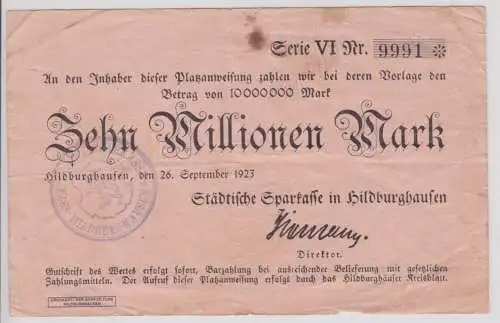 Serie VI Nr. 9991 ※
An den Inhaber dieser Platzanweisung zahlen wir bei deren Vorlage den
Betrag von 10000000 Mark
Zehn Millionen Mark
Hildburghausen, den 26. September 1923
Städtische Sparkasse in Hildburghausen
Direktor.
Gutschrift des Wertes erfolgt sofort, Barzahlung bei ausreichender Belieferung mit gesetzlichen
Zahlungsmitteln. Der Aufruf dieser Platzanweisung erfolgt durch das Hildburghäuser Kreisblatt.